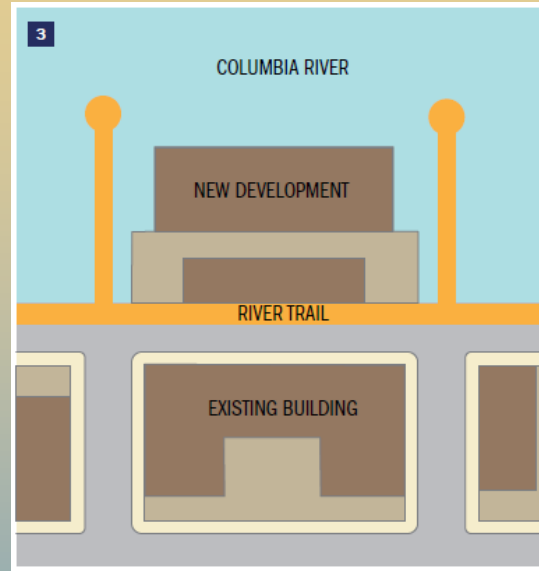 3
COLUMBIA RIVER
NEW DEVELOPMENT
RIVER TRAIL
EXISTING BUILDING